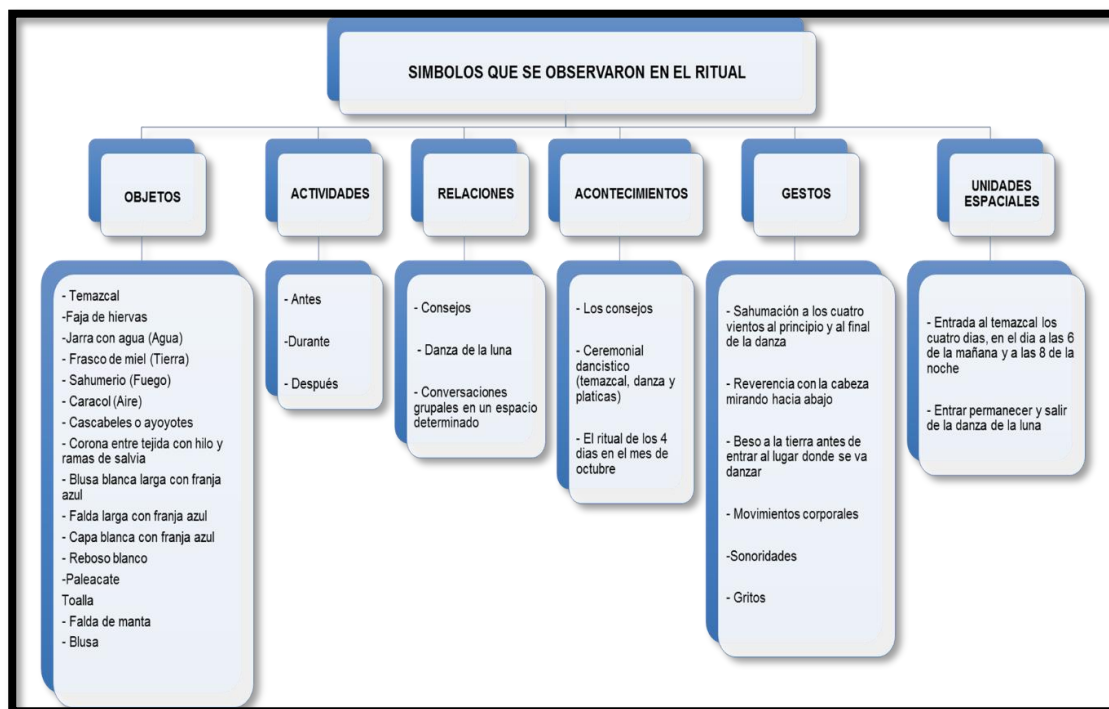 SIMBOLOS QUE SE OBSERVARON EN EL RITUAL
OBJETOS
ACTIVIDADES
RELACIONES
ACONTECIMIENTOS
GESTOS
UNIDADES
ESPACIALES
- Temazcal
-Faja de hiervas
-Jarra con agua (Agua)
- Frasco de miel (Tierra)
- Sahumerio (Fuego)
- Caracol (Aire)
- Cascabeles o ayoyotes
- Corona entre tejida con hilo y
ramas de salvia
- Blusa blanca larga con franja
azul
- Falda larga con franja azul
- Capa blanca con franja azul
- Reboso blanco
-Paleacate
Toalla
- Falda de manta
- Blusa
- Antes
-Durante
- Después
- Consejos
- Danza de la luna
- Conversaciones
grupales en un espacio
determinado
- Los consejos
- Ceremonial
dancistico
(temazcal, danza y
platicas)
- El ritual de los 4
dias en el mes de
octubre
- Sahumación a los cuatro
vientos al principio y al final
de la danza
- Reverencia con la cabeza
mirando hacia abajo
- Beso a la tierra antes de
entrar al lugar donde se va
danzar
- Movimientos corporales
-Sonoridades
- Gritos
- Entrada al temazcal los
cuatro dias, en el dia a las 6
de la mañana y a las 8 de la
noche
- Entrar permanecer y salir
de la danza de la luna